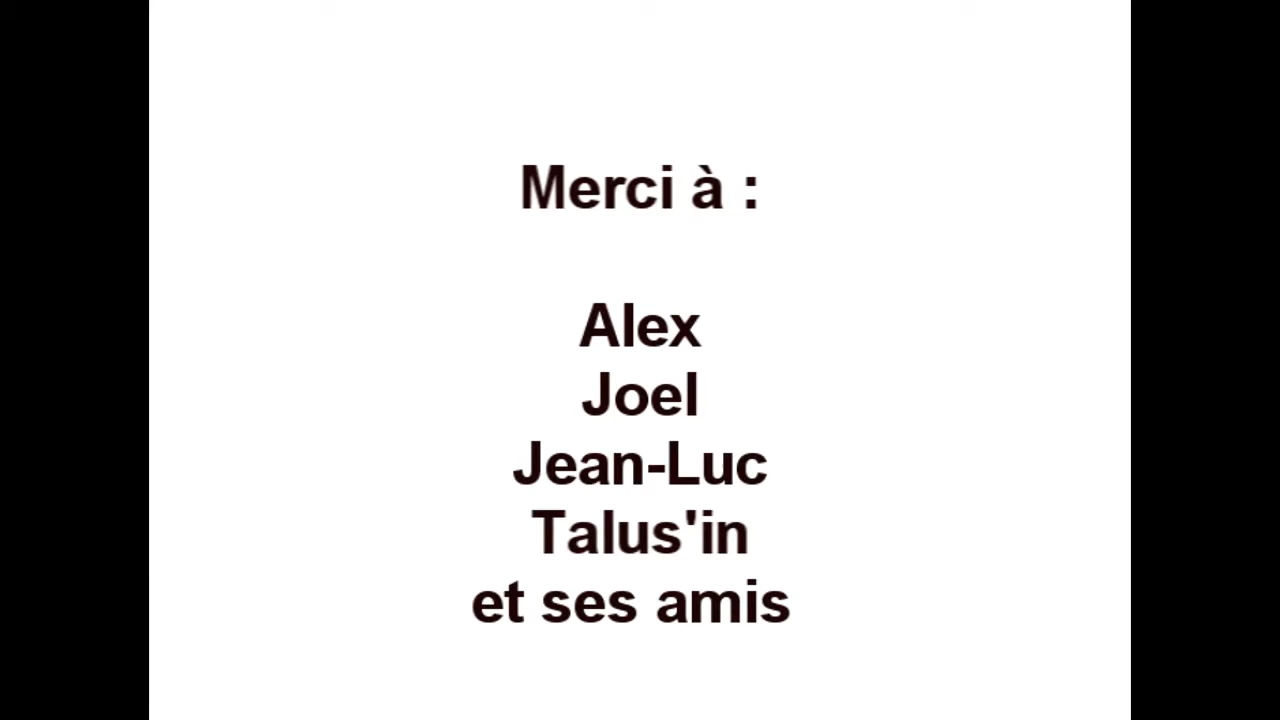 Merci à :
Alex
Joel
Jean-Luc
Talus'in
et ses amis